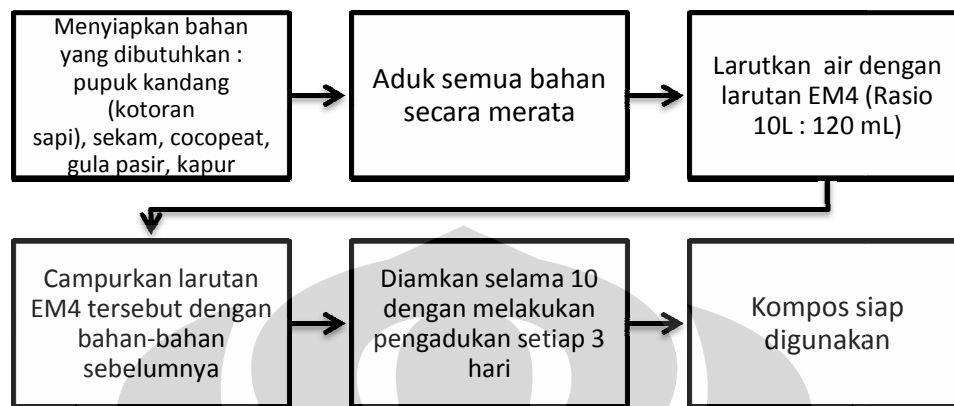 Menyiapkan bahan
yang dibutuhkan :
pupuk kandang
(kotoran
sapi), sekam, cocopeat,
gula pasir, kapur
Aduk semua bahan
secara merata
Larutkan air dengan
larutan EM4 (Rasio
10L : 120 mL)
Campurkan larutan
EM4 tersebut dengan
bahan-bahan
sebelumnya
Diamkan selama 10
dengan melakukan
pengadukan setiap 3
hari
Kompos siap
digunakan